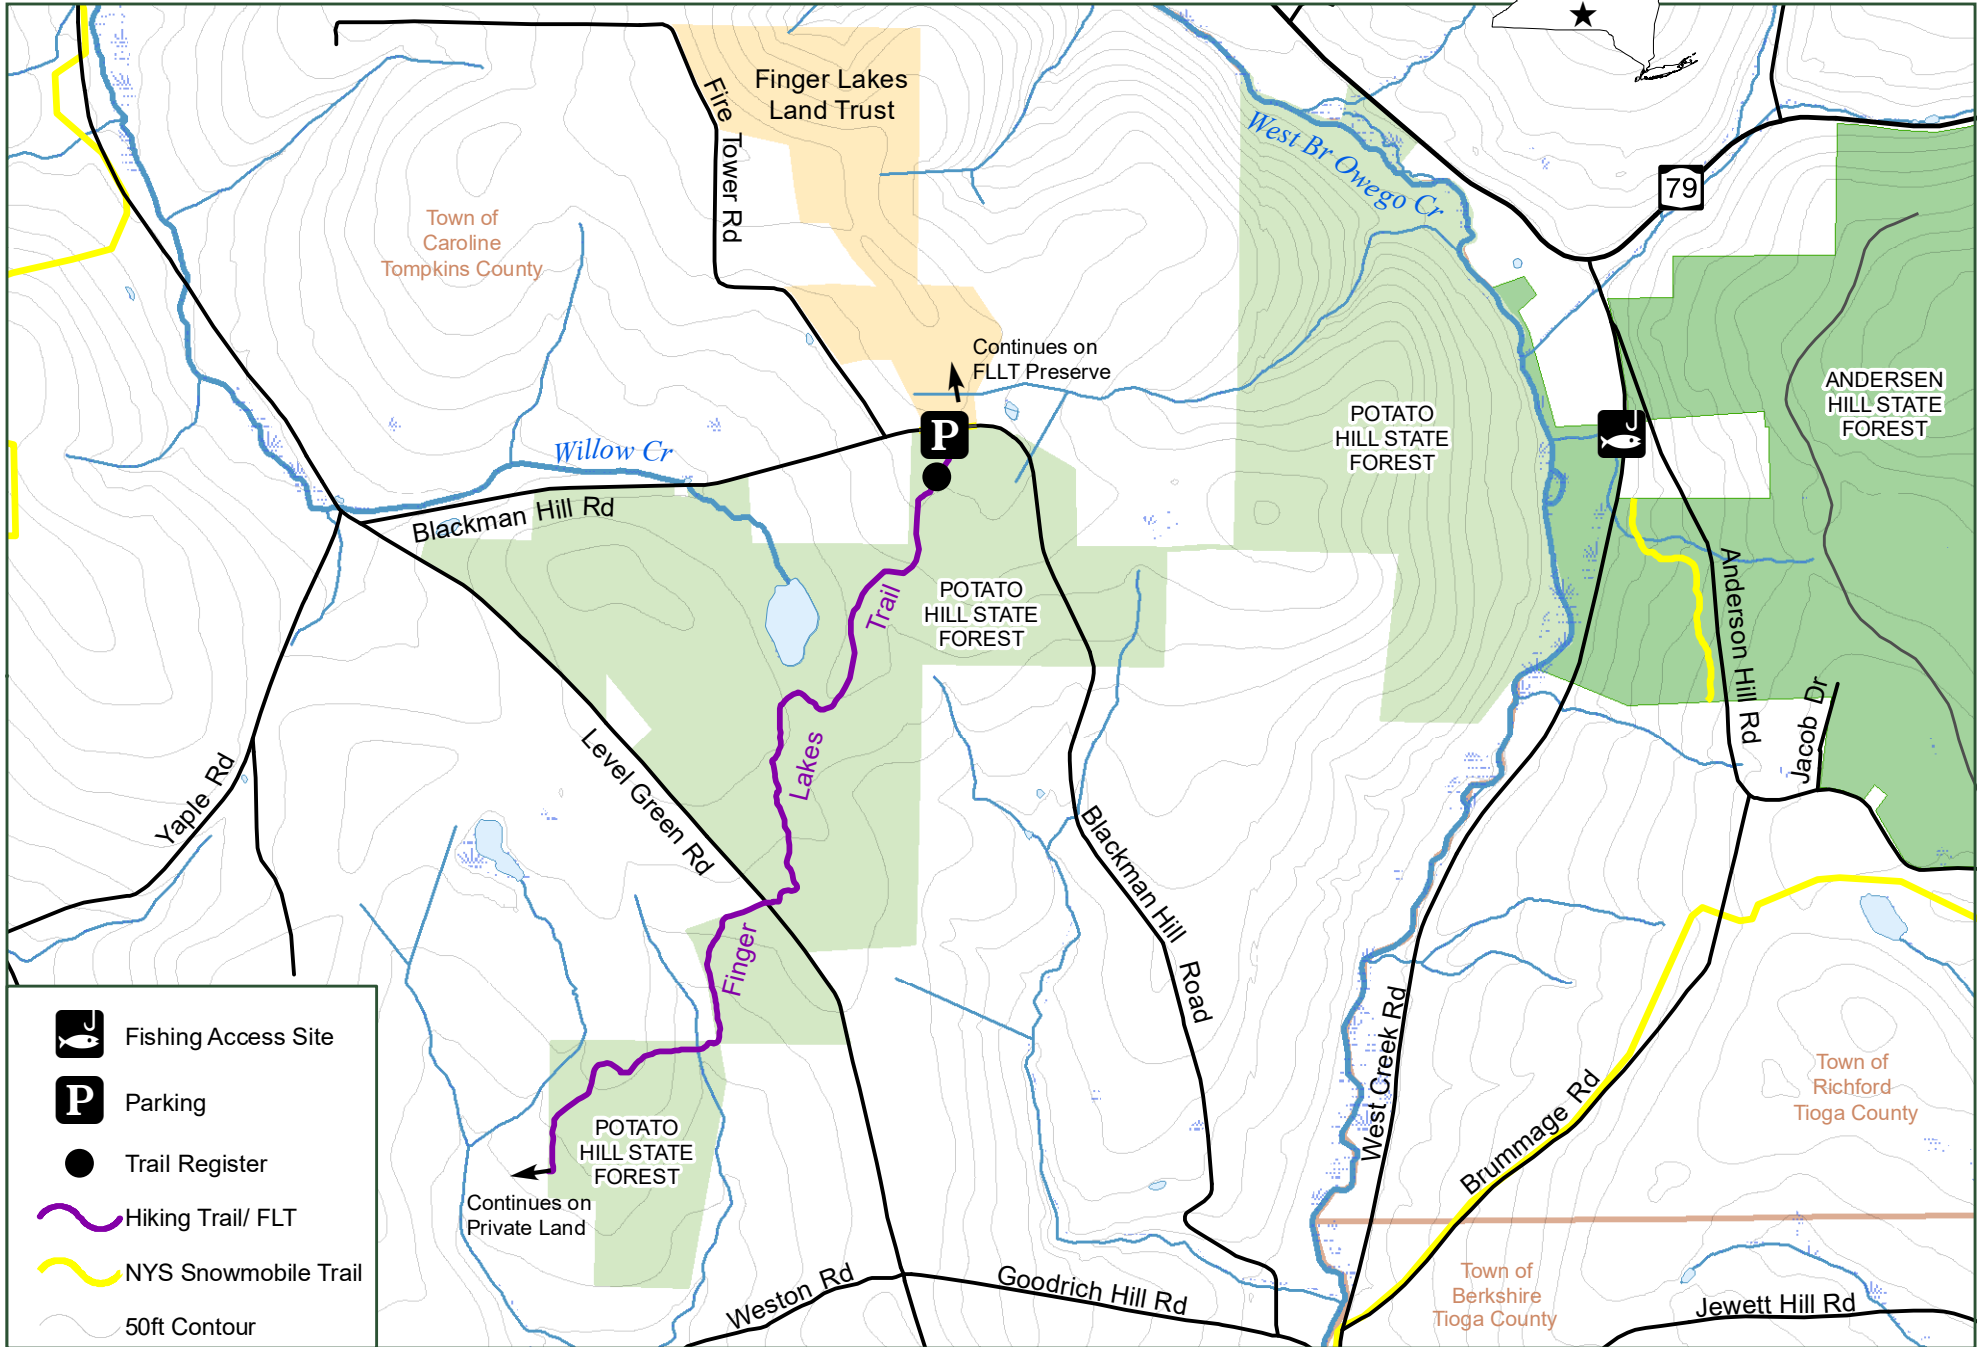 Finger Lakes
Land Trust
Fire Tower Rd
West Br Owego Cr
79
Town of
Caroline
Tompkins County
Continues on
FLLT Preserve
ANDERSEN
HILL STATE
FOREST
POTATO
HILL STATE
FOREST
P
Willow Cr
Blackman Hill Rd
Trail
POTATO
HILL STATE
FOREST
Anderson Hill Rd
Jacob Dr
Lakes
Level Green Rd
Yaple Rd
Blackman Hill Road
Finger
West Creek Rd
Fishing Access Site
P
Parking
Trail Register
Hiking Trail/ FLT
NYS Snowmobile Trail
50ft Contour
POTATO
HILL STATE
FOREST
Continues on
Private Land
Town of
Richford
Tioga County
Brummage Rd
Weston Rd
Goodrich Hill Rd
Town of
Berkshire
Tioga County
Jewett Hill Rd